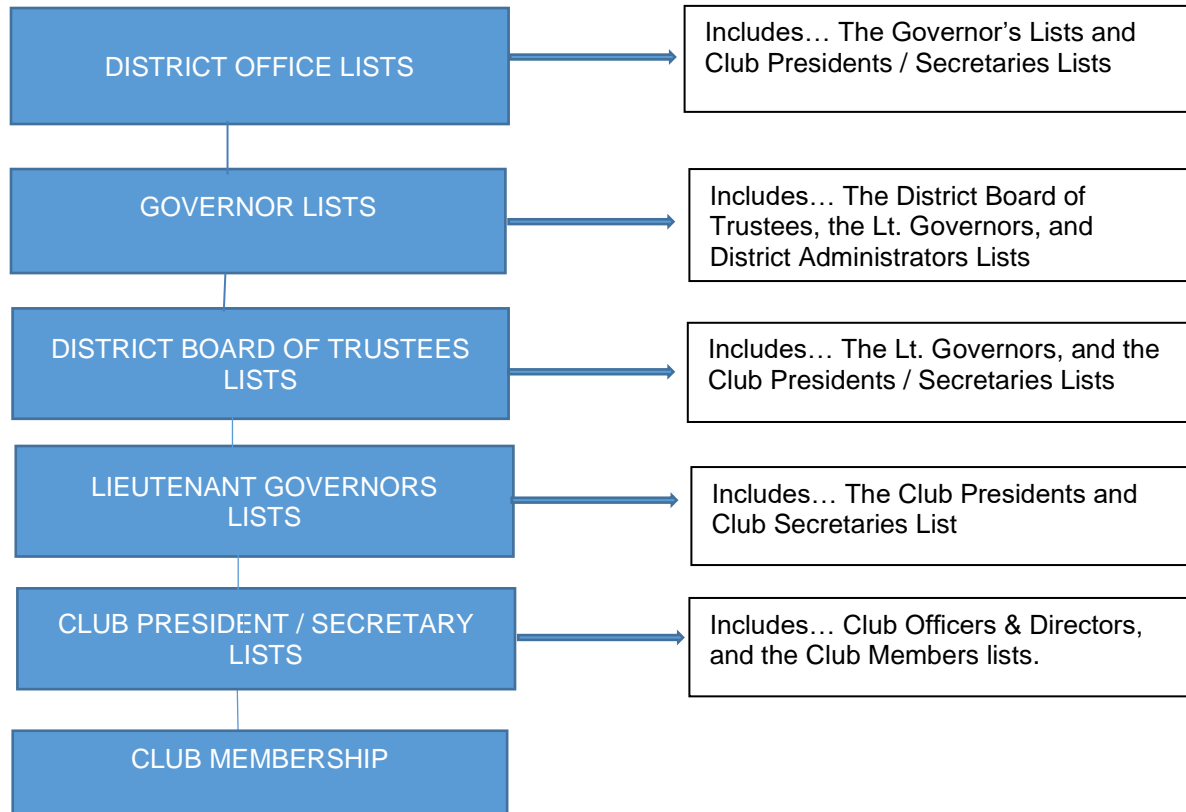 DISTRICT OFFICE LISTS
Includes… The Governor’s Lists and
Club Presidents / Secretaries Lists
GOVERNOR LISTS
Includes… The District Board of
Trustees, the Lt. Governors, and
District Administrators Lists
DISTRICT BOARD OF TRUSTEES
LISTS
Includes… The Lt. Governors, and the
Club Presidents / Secretaries Lists
LIEUTENANT GOVERNORS
LISTS
Includes… The Club Presidents and
Club Secretaries List
CLUB PRESIDENT / SECRETARY
LISTS
Includes… Club Officers & Directors,
and the Club Members lists.
CLUB MEMBERSHIP